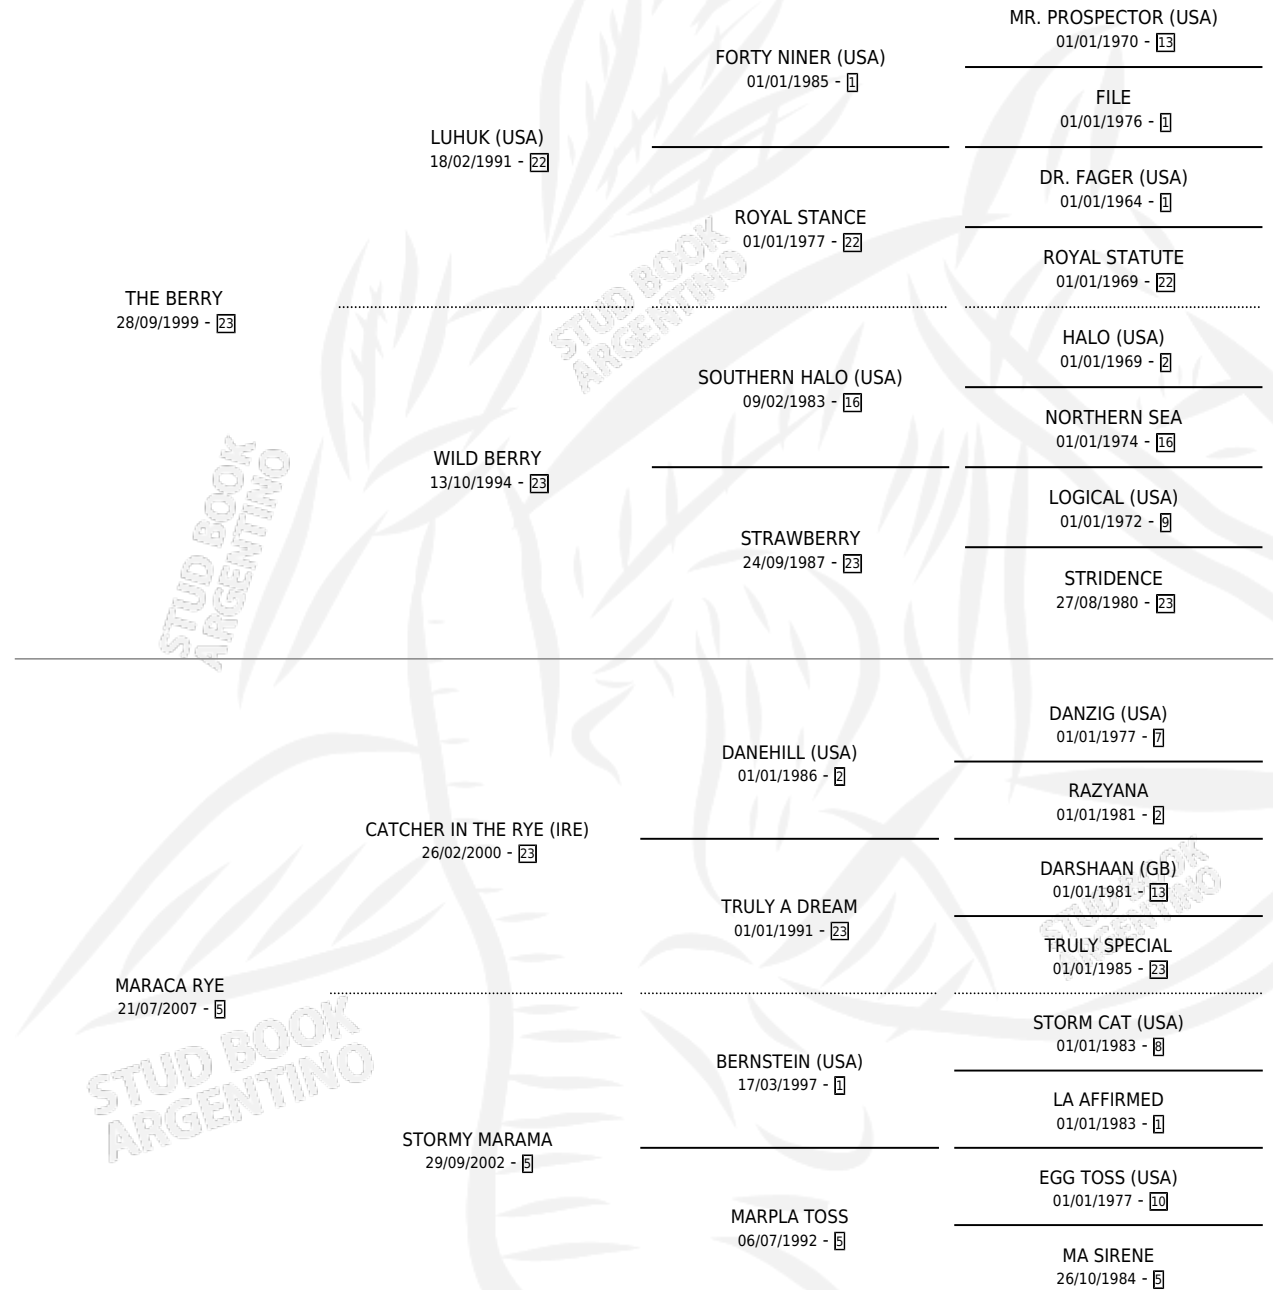 MR. PROSPECTOR (USA)
01/01/1970 - 13
FORTY NINER (USA)
01/01/1985 - 1
FILE
01/01/1976 - 1
LUHUK (USA)
18/02/1991 - 22
DR. FAGER (USA)
01/01/1964 - 1
ROYAL STANCE
01/01/1977 - 22
ROYAL STATUTE
01/01/1969 - 22
THE BERRY
28/09/1999 - 23
HALO (USA)
01/01/1969 - 2
SOUTHERN HALO (USA)
09/02/1983 - 16
NORTHERN SEA
01/01/1974 - 16
WILD BERRY
13/10/1994 - 23
LOGICAL (USA)
01/01/1972 - 9
STRAWBERRY
24/09/1987 - 23
STRIDENCE
27/08/1980 - 23
DANZIG (USA)
01/01/1977 - 7
DANEHILL (USA)
01/01/1986 - 2
RAZYANA
01/01/1981 - 2
CATCHER IN THE RYE (IRE)
26/02/2000 - 23
DARSHAAN (GB)
01/01/1981 - 13
TRULY A DREAM
01/01/1991 - 23
TRULY SPECIAL
01/01/1985 - 23
MARACA RYE
21/07/2007 - 5
STORM CAT (USA)
01/01/1983 - 8
BERNSTEIN (USA)
17/03/1997 - 1
LA AFFIRMED
01/01/1983 - 1
STORMY MARAMA
29/09/2002 - 5
EGG TOSS (USA)
01/01/1977 - 10
MARPLA TOSS
06/07/1992 - 5
MA SIRENE
26/10/1984 - 5
STUD BOOK
ARGENTINO
STUD BOOK
ARGENTINO
STUD BOOK
ARGENTINO
STUD BOOK
ARGENTINO